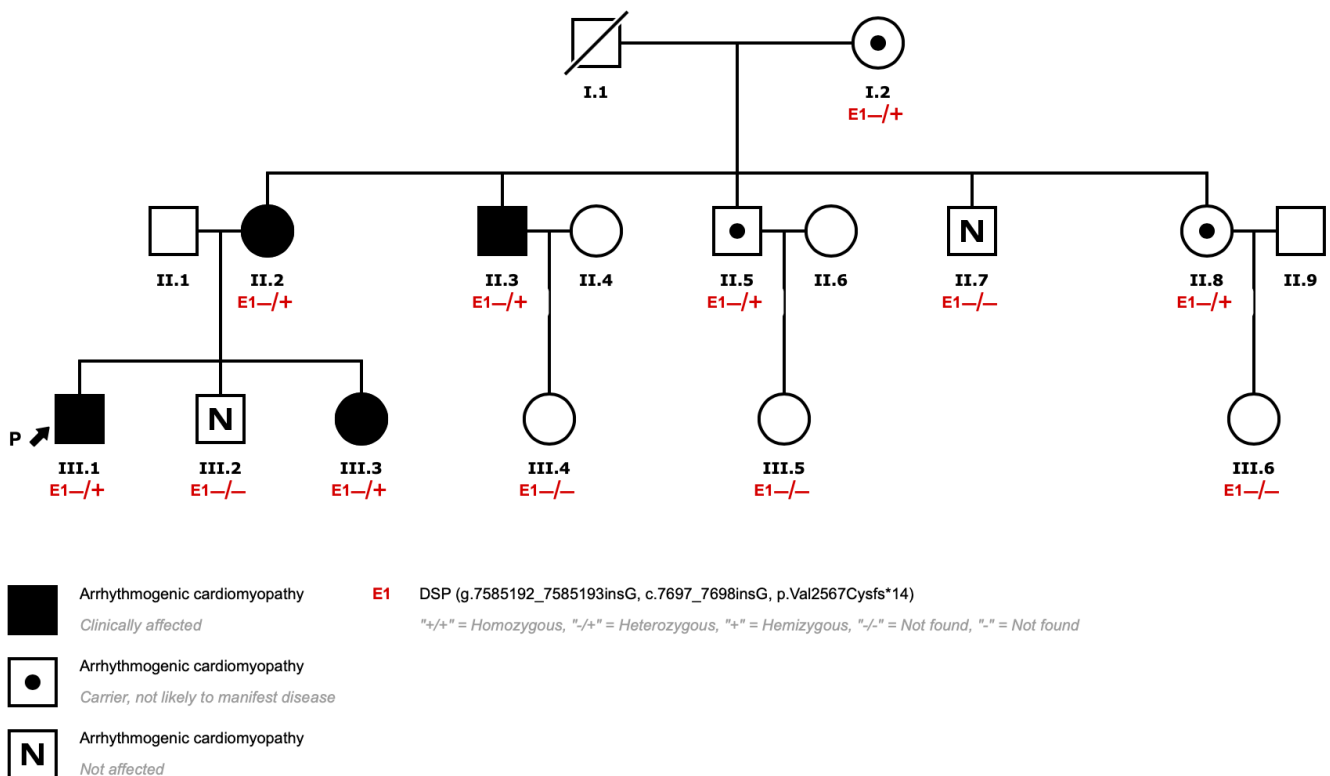 I.1 I.2
E1—/+
N
II.1 II.2 II.3 II.4 II.5 II.6 II.7 II.8 II.9
E1—/+ E1—/+ E1—/+ E1—/— E1—/+
P N
III.1 III.2 III.3 III.4 III.5 III.6
E1—/+ E1—/— E1—/+ E1—/— E1—/— E1—/—
Arrhythmogenic cardiomyopathy E1 DSP (g.7585192_7585193insG, c.7697_7698insG, p.Val2567Cysfs*14)
Clinically affected "+/+" = Homozygous, "-/+" = Heterozygous, "+" = Hemizygous, "-/-" = Not found, "-" = Not found
Arrhythmogenic cardiomyopathy
Carrier, not likely to manifest disease
Arrhythmogenic cardiomyopathy
N
Not affected